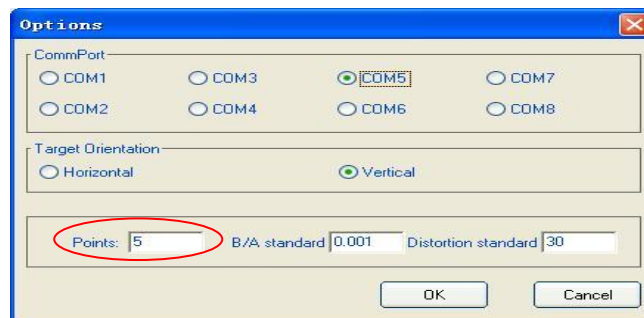 Options
CommPort
COM1 COM3 COM5 COM7
COM2 COM4 COM6 COM8
Target Orientation
Horizontal Vertical
Points: 5 B/A standard 0.001 Distortion standard 30
OK Cancel